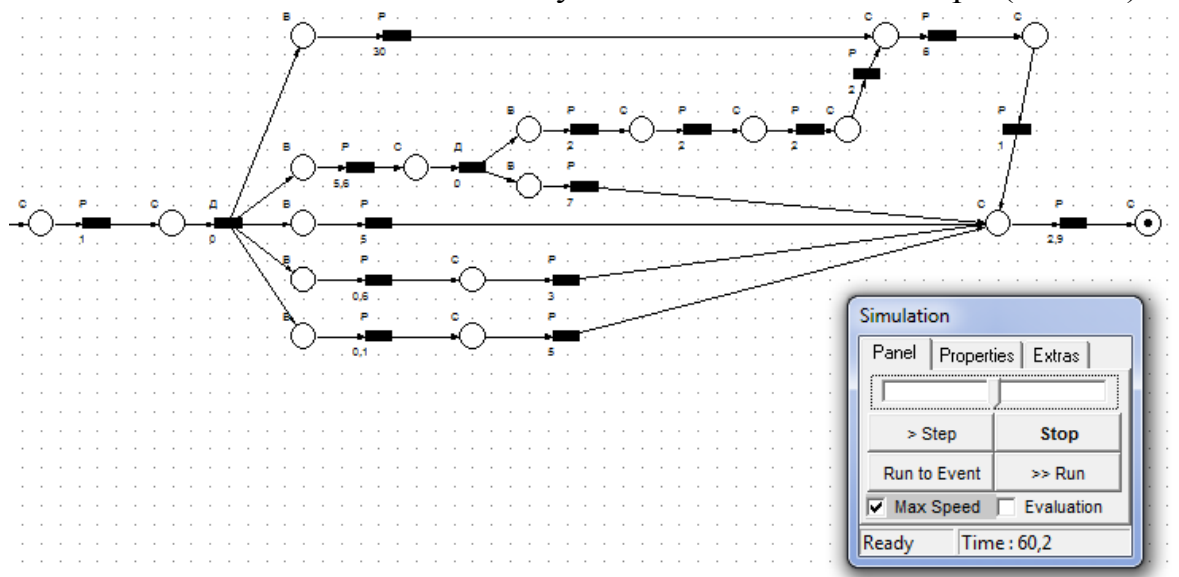 В Р С Р С
30 6
Р
2
В Р С Р С Р С Р
2 2 2 1
В Р С Д
В Р
5,6 0
7
С Р С Д В Р С Р С
1 0 5 2,9
В Р С Р
0,6 3
В Р С Р
0,1 5
Simulation
Panel Properties Extras
> Step Stop
Run to Event >> Run
Max Speed Evaluation
Ready Time : 60,2